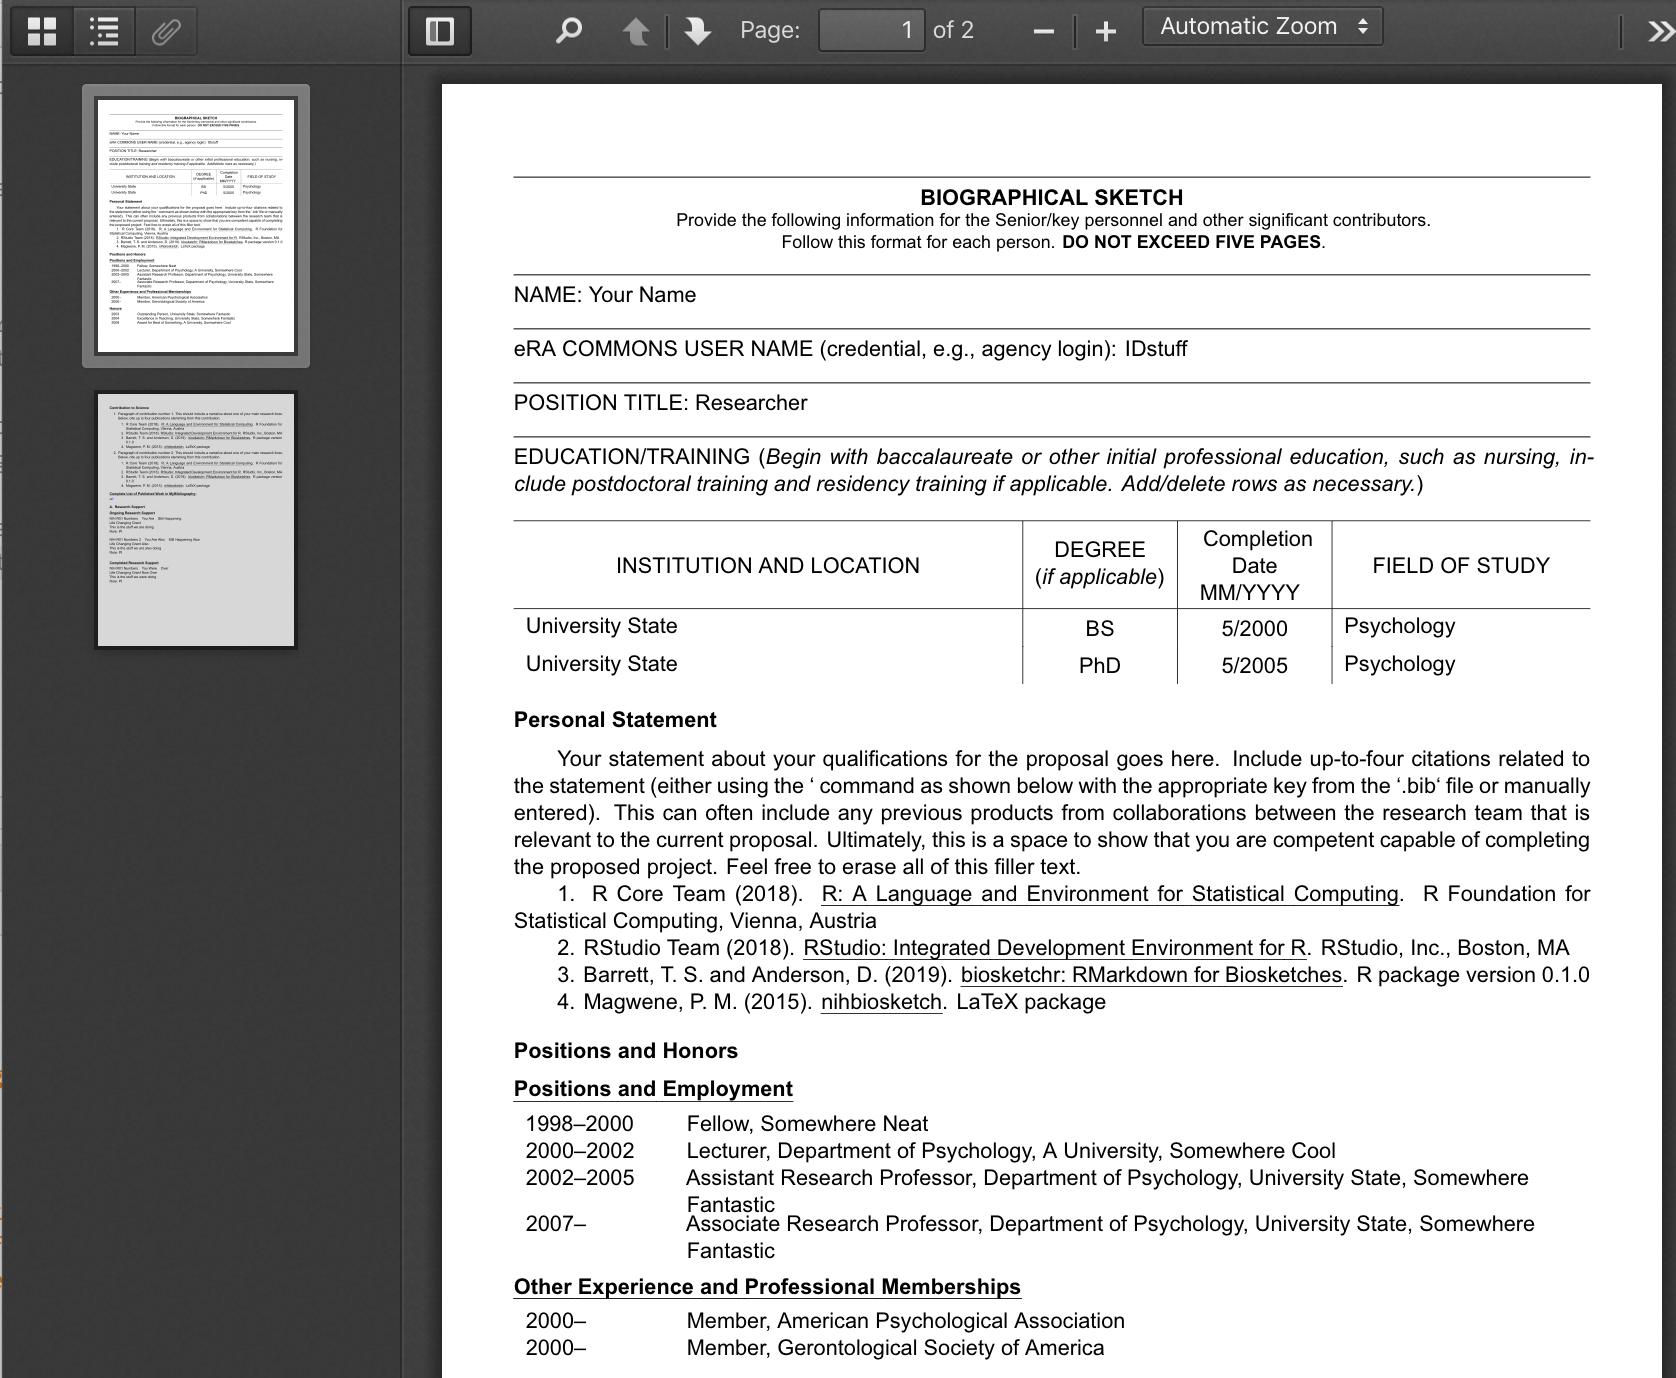 Page: 1 of 2 Automatic Zoom
BIOGRAPHICAL SKETCH
Provide the following information for the Senior/key personnel and other significant contributors.
Follow this format for each person. DO NOT EXCEED FIVE PAGES.
NAME: Your Name
eRA COMMONS USER NAME (credential, e.g., agency login): IDstuff
POSITION TITLE: Researcher
EDUCATION/TRAINING (Begin with baccalaureate or other initial professional education, such as nursing, in-
clude postdoctoral training and residency training if applicable. Add/delete rows as necessary.)
INSTITUTION AND LOCATION
DEGREE
(if applicable)
Completion
Date
MM/YYYY
FIELD OF STUDY
University State BS 5/2000 Psychology
University State PhD 5/2005 Psychology
Personal Statement
Your statement about your qualifications for the proposal goes here. Include up-to-four citations related to
the statement (either using the ‘ command as shown below with the appropriate key from the ‘.bib‘ file or manually
entered). This can often include any previous products from collaborations between the research team that is
relevant to the current proposal. Ultimately, this is a space to show that you are competent capable of completing
the proposed project. Feel free to erase all of this filler text.
1. R Core Team (2018). R: A Language and Environment for Statistical Computing. R Foundation for
Statistical Computing, Vienna, Austria
2. RStudio Team (2018). RStudio: Integrated Development Environment for R. RStudio, Inc., Boston, MA
3. Barrett, T. S. and Anderson, D. (2019). biosketchr: RMarkdown for Biosketches. R package version 0.1.0
4. Magwene, P. M. (2015). nihbiosketch. LaTeX package
Positions and Honors
Positions and Employment
1998–2000 Fellow, Somewhere Neat
2000–2002 Lecturer, Department of Psychology, A University, Somewhere Cool
2002–2005 Assistant Research Professor, Department of Psychology, University State, Somewhere
Fantastic
2007– Associate Research Professor, Department of Psychology, University State, Somewhere
Fantastic
Other Experience and Professional Memberships
2000– Member, American Psychological Association
2000– Member, Gerontological Society of America